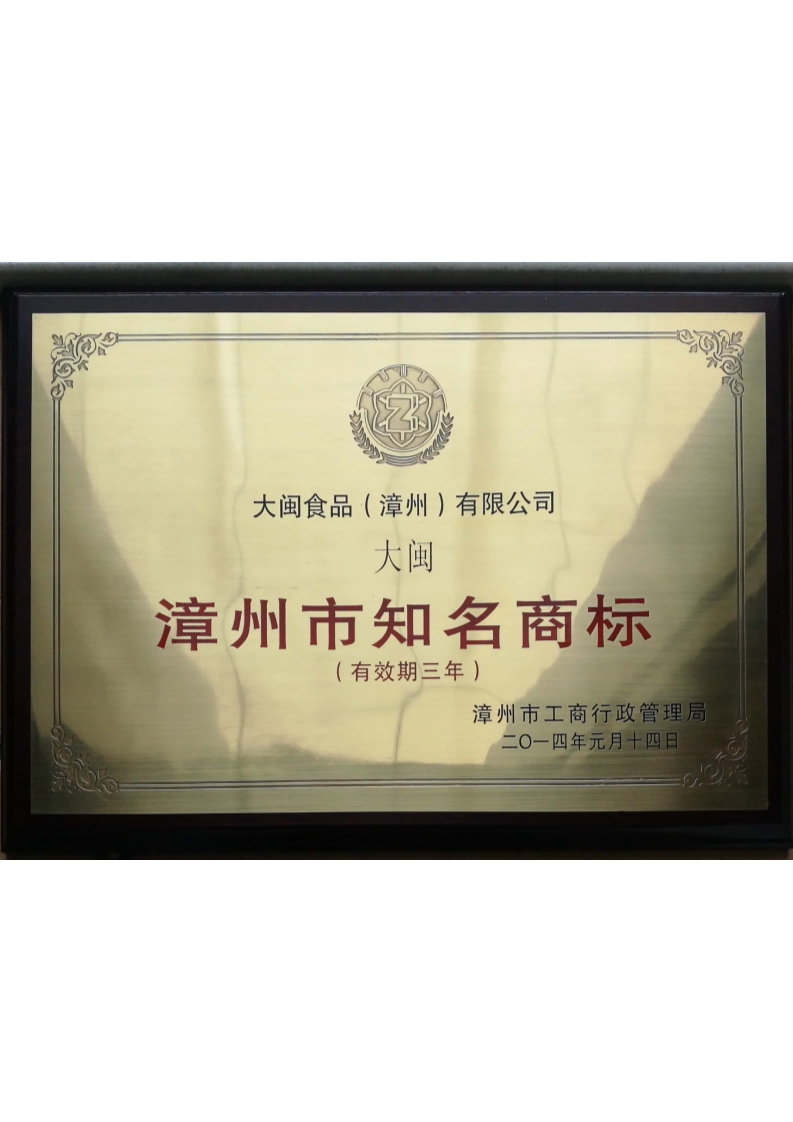 大闽食品（漳州）有限公司
大闽
漳州市知名商标
（有效期三年）
漳州市工商行政管理局
二〇一四年元月十四日